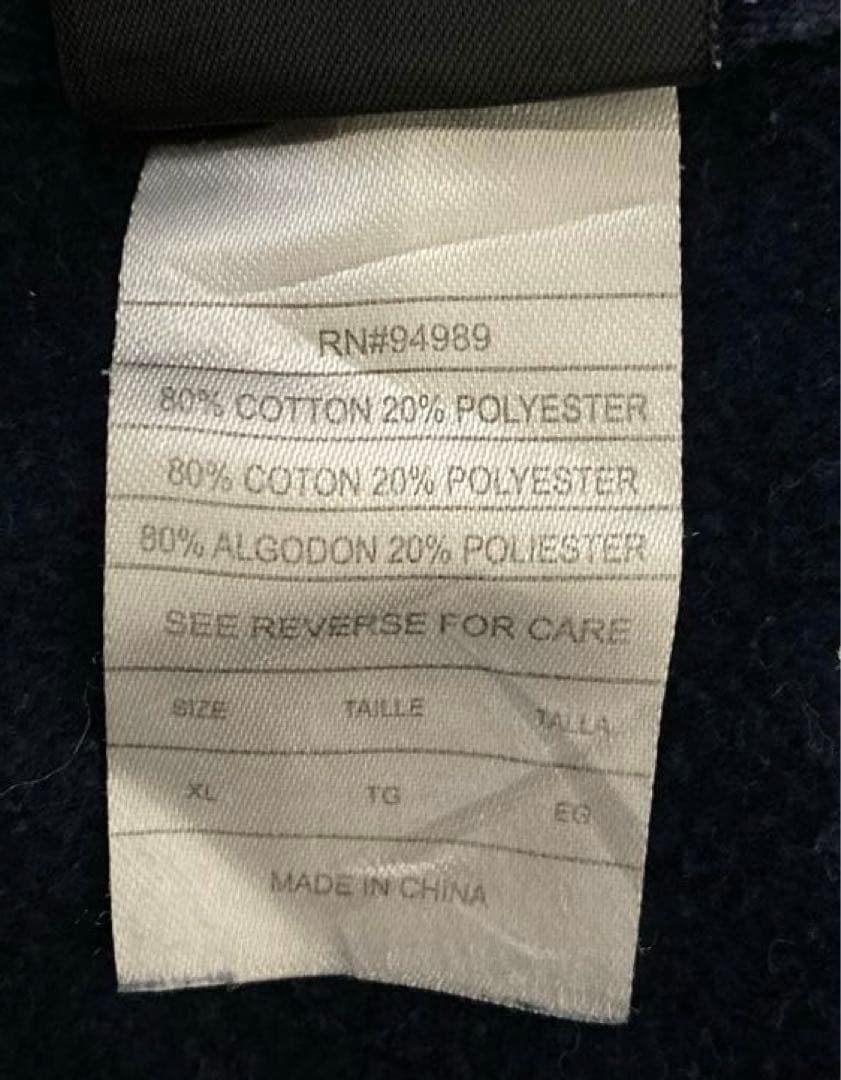 RN#94989
80% COTTON 20% POLYESTER
80% COTON 20% POLYESTER
80% ALGODON 20% POLIESTER
SEE REVERSE FOR CARE
SIZE TAILLE TALLA
XL TG EG
MADE IN CHINA